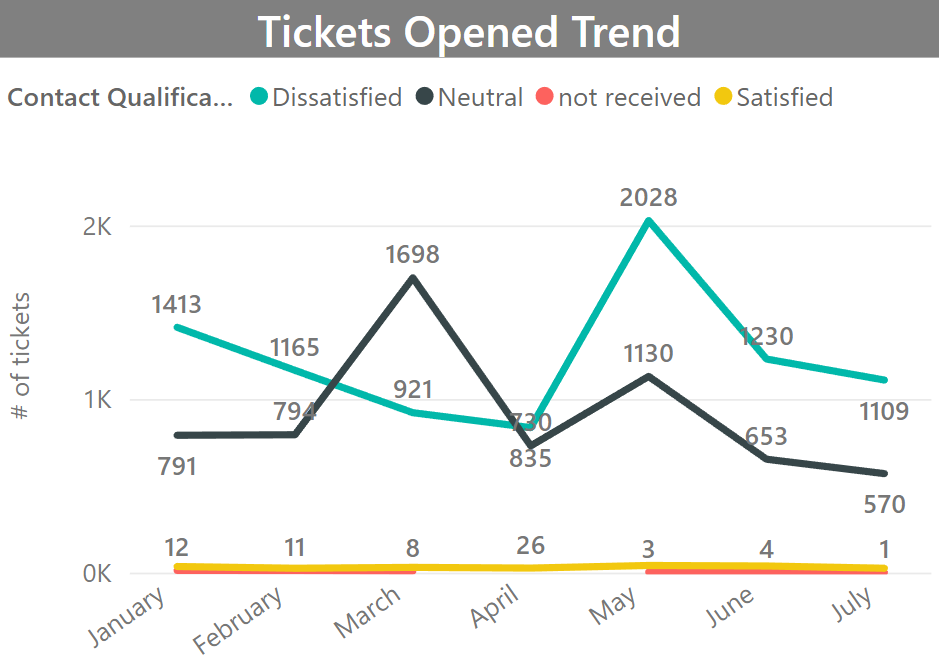 Tickets Opened Trend
Contact Qualifica... Dissatisfied Neutral not received Satisfied
2028
2K
1698
1413
1165
1230
1130
# of tickets
1K
921
794
730
1109
653
791
835
570
12 11 8 26 3 4 1
0K
January February March April May June July